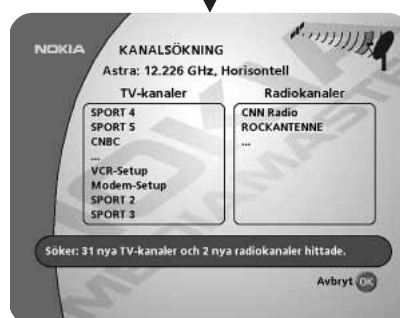 NOKIA
KANALSÖKNING
Astra: 12.226 GHz, Horisontell
TV-kanaler
Radiokanaler
SPORT 4
SPORT 5
CNBC
...
VCR-Setup
Modem-Setup
SPORT 2
SPORT 3
CNN Radio
ROCKANTENNE
...
Söker: 31 nya TV-kanaler och 2 nya radiokanaler hittade.
Avbryt OK
NOKIA
MEDIAMASTER